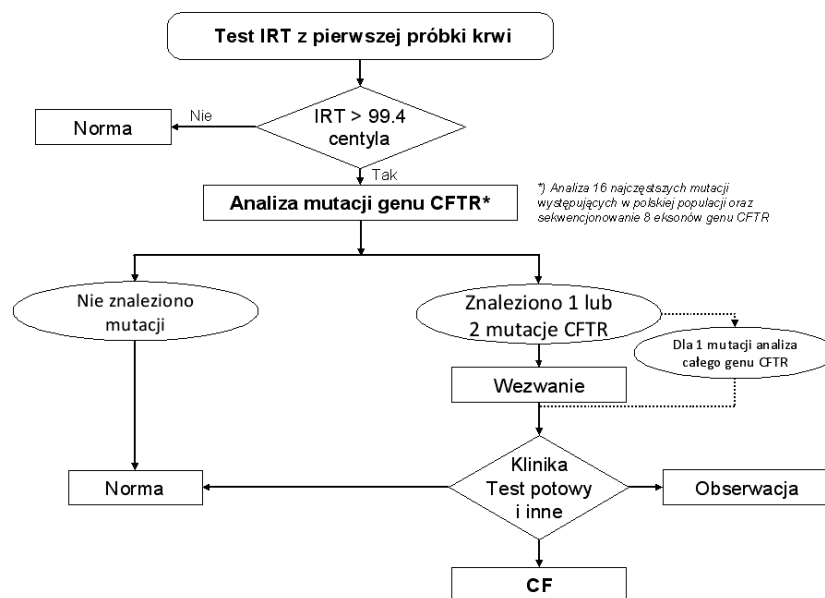 Test IRT z pierwszej próbki krwi
IRT > 99.4
centyla
Nie
Norma
Tak
Analiza mutacji genu CFTR*
*) Analiza 16 najczęstszych mutacji
występujących w polskiej populacji oraz
sekwencjonowanie 8 eksonów genu CFTR
Nie znaleziono
mutacji
Znaleziono 1 lub
2 mutacje CFTR
Dla 1 mutacji analiza
całego genu CFTR
Wezwanie
Klinika
Test potowy
i inne
Norma
Obserwacja
CF